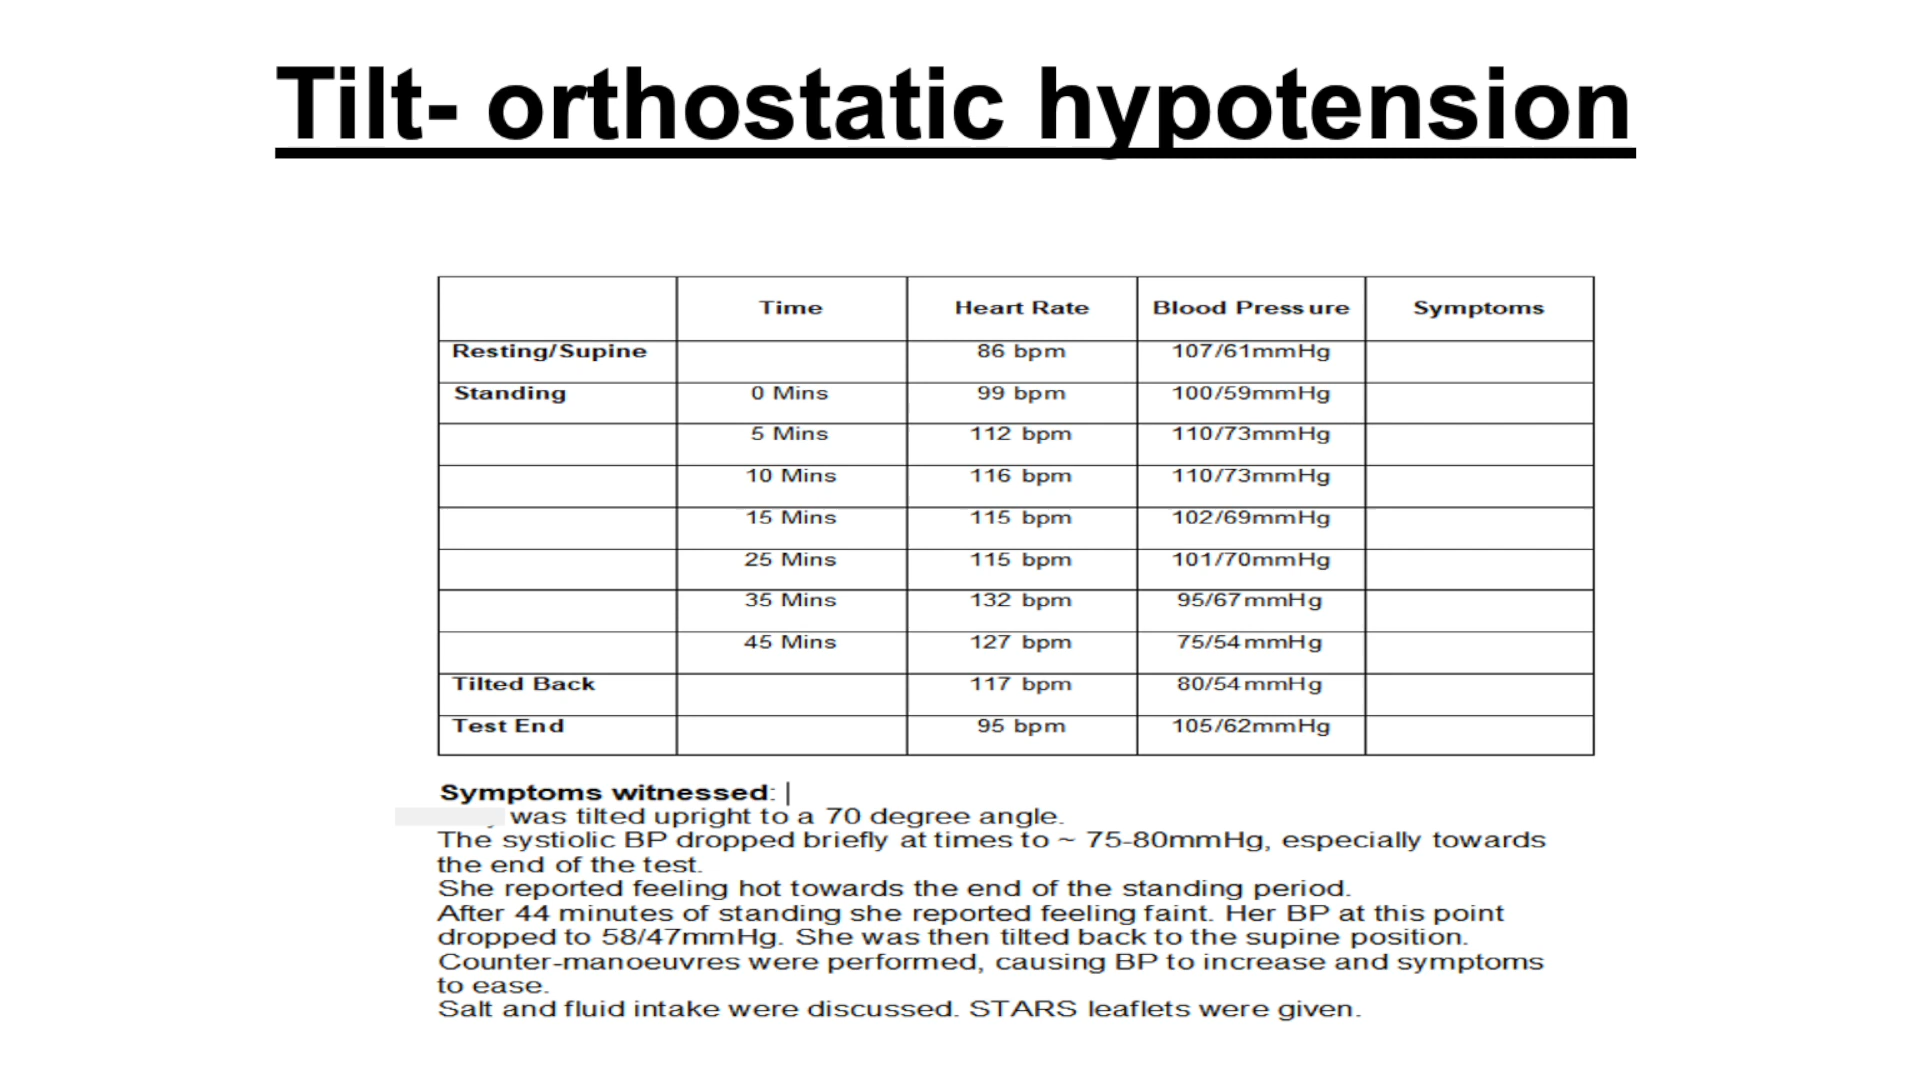 Tilt- orthostatic hypotension
Time Heart Rate Blood Pressure Symptoms
Resting/Supine 86 bpm 107/61mmHg
Standing 0 Mins 99 bpm 100/59mmHg
5 Mins 112 bpm 110/73mmHg
10 Mins 116 bpm 110/73mmHg
15 Mins 115 bpm 102/69mmHg
25 Mins 115 bpm 101/70mmHg
35 Mins 132 bpm 95/67mmHg
45 Mins 127 bpm 75/54mmHg
Tilted Back 117 bpm 80/54mmHg
Test End 95 bpm 105/62mmHg
Symptoms witnessed:
was tilted upright to a 70 degree angle.
The systiolic BP dropped briefly at times to ~ 75-80mmHg, especially towards
the end of the test.
She reported feeling hot towards the end of the standing period.
After 44 minutes of standing she reported feeling faint. Her BP at this point
dropped to 58/47mmHg. She was then tilted back to the supine position.
Counter-manoeuvres were performed, causing BP to increase and symptoms
to ease.
Salt and fluid intake were discussed. STARS leaflets were given.